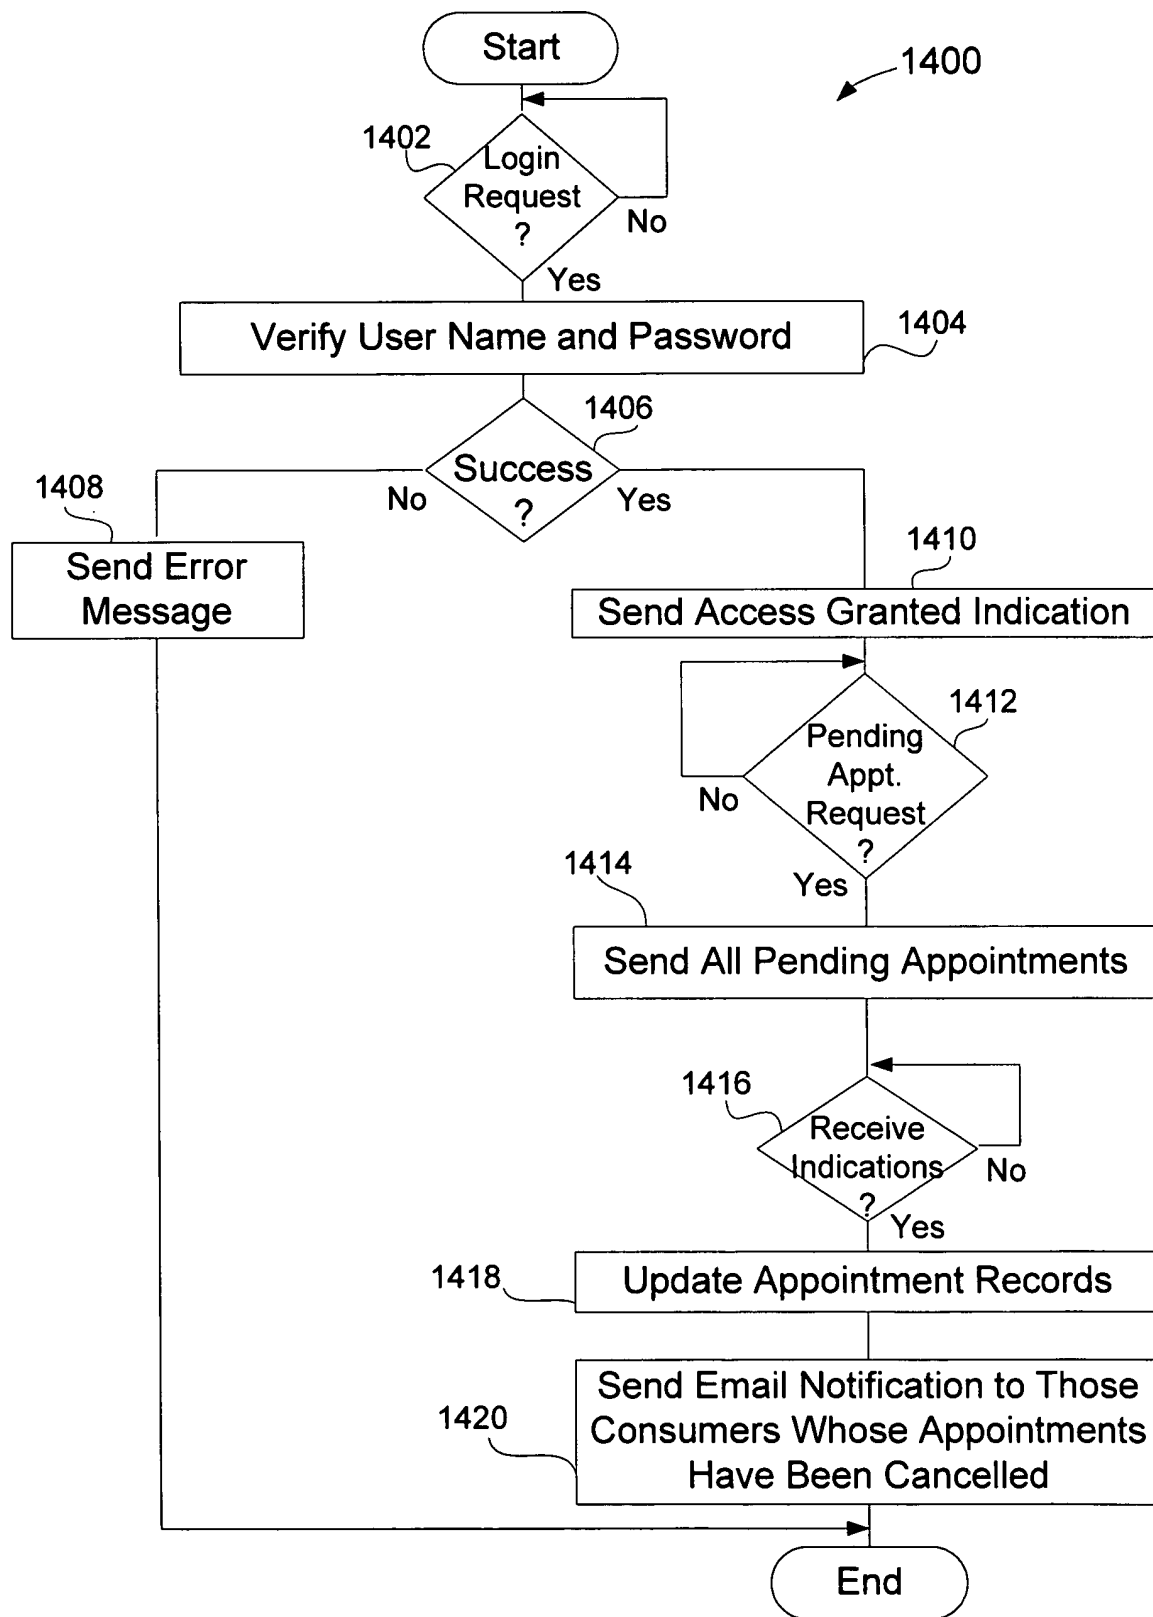 Start
1400
1402
Login
Request
?
No
Yes
Verify User Name and Password
1404
1406
Success
?
No
Yes
1408
Send Error
Message
1410
Send Access Granted Indication
1412
Pending
Appt.
Request
?
No
Yes
1414
Send All Pending Appointments
1416
Receive
Indications
?
No
Yes
1418
Update Appointment Records
1420
Send Email Notification to Those
Consumers Whose Appointments
Have Been Cancelled
End